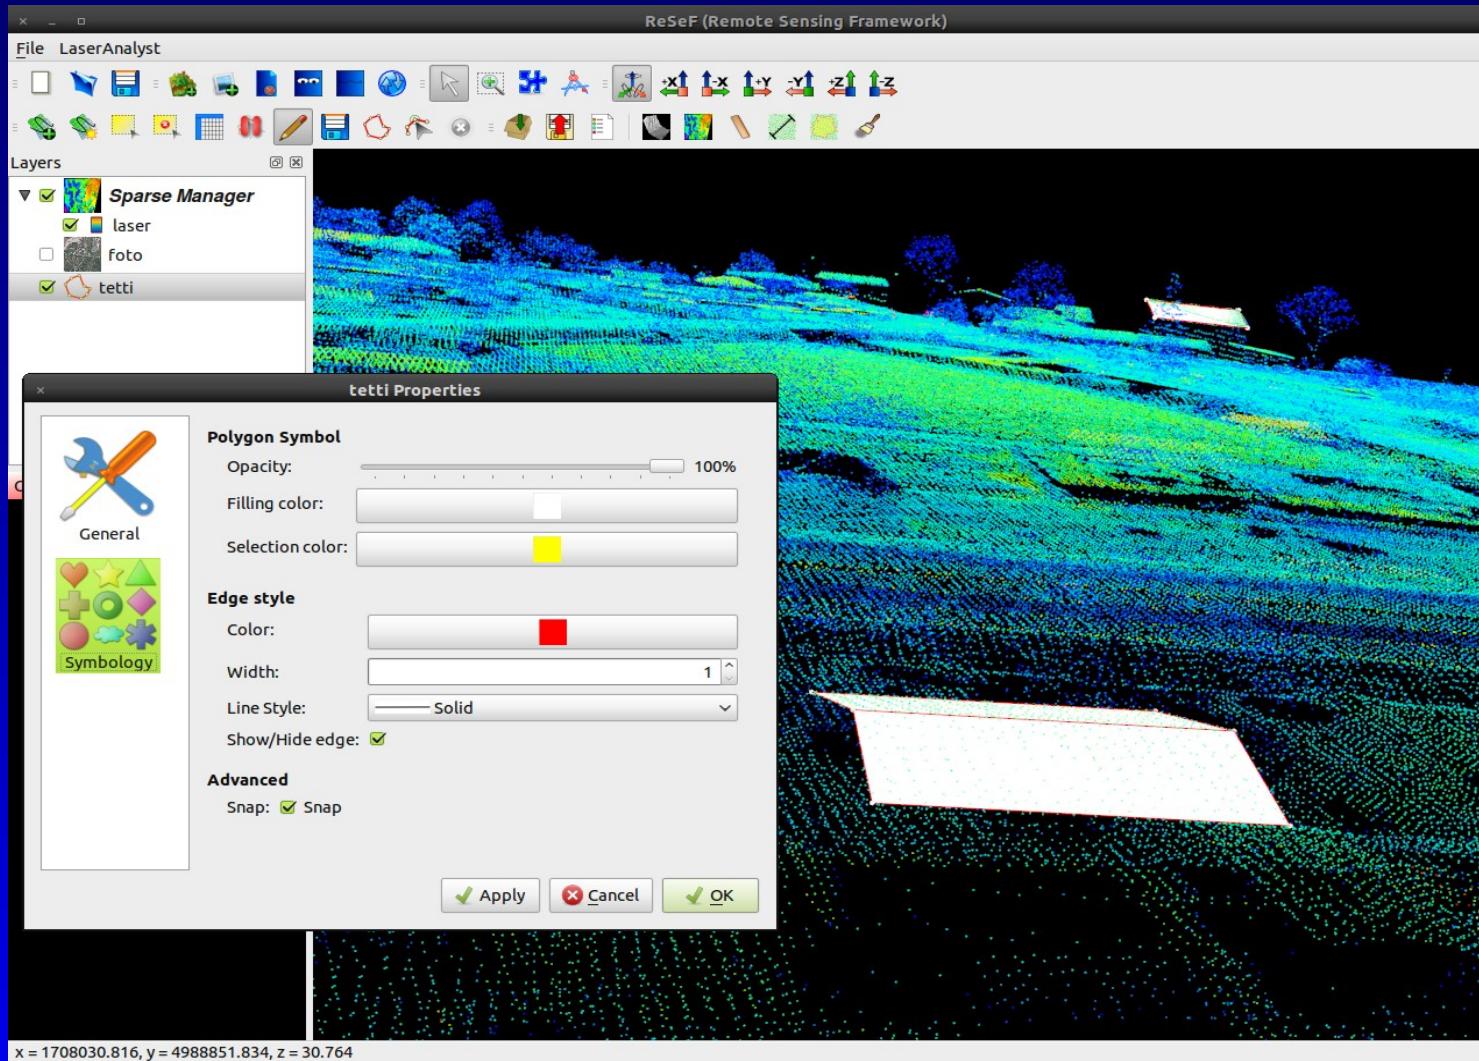 ReSeF (Remote Sensing Framework)
File LaserAnalyst
+X -X +Y -Y +Z -Z
Layers
Sparse Manager
laser
foto
tetti
tetti Properties
General
Symbology
Polygon Symbol
Opacity: 100%
Filling color:
Selection color:
Edge style
Color:
Width: 1
Line Style: Solid
Show/Hide edge:
Advanced
Snap: Snap
Apply Cancel OK
x = 1708030.816, y = 4988851.834, z = 30.764